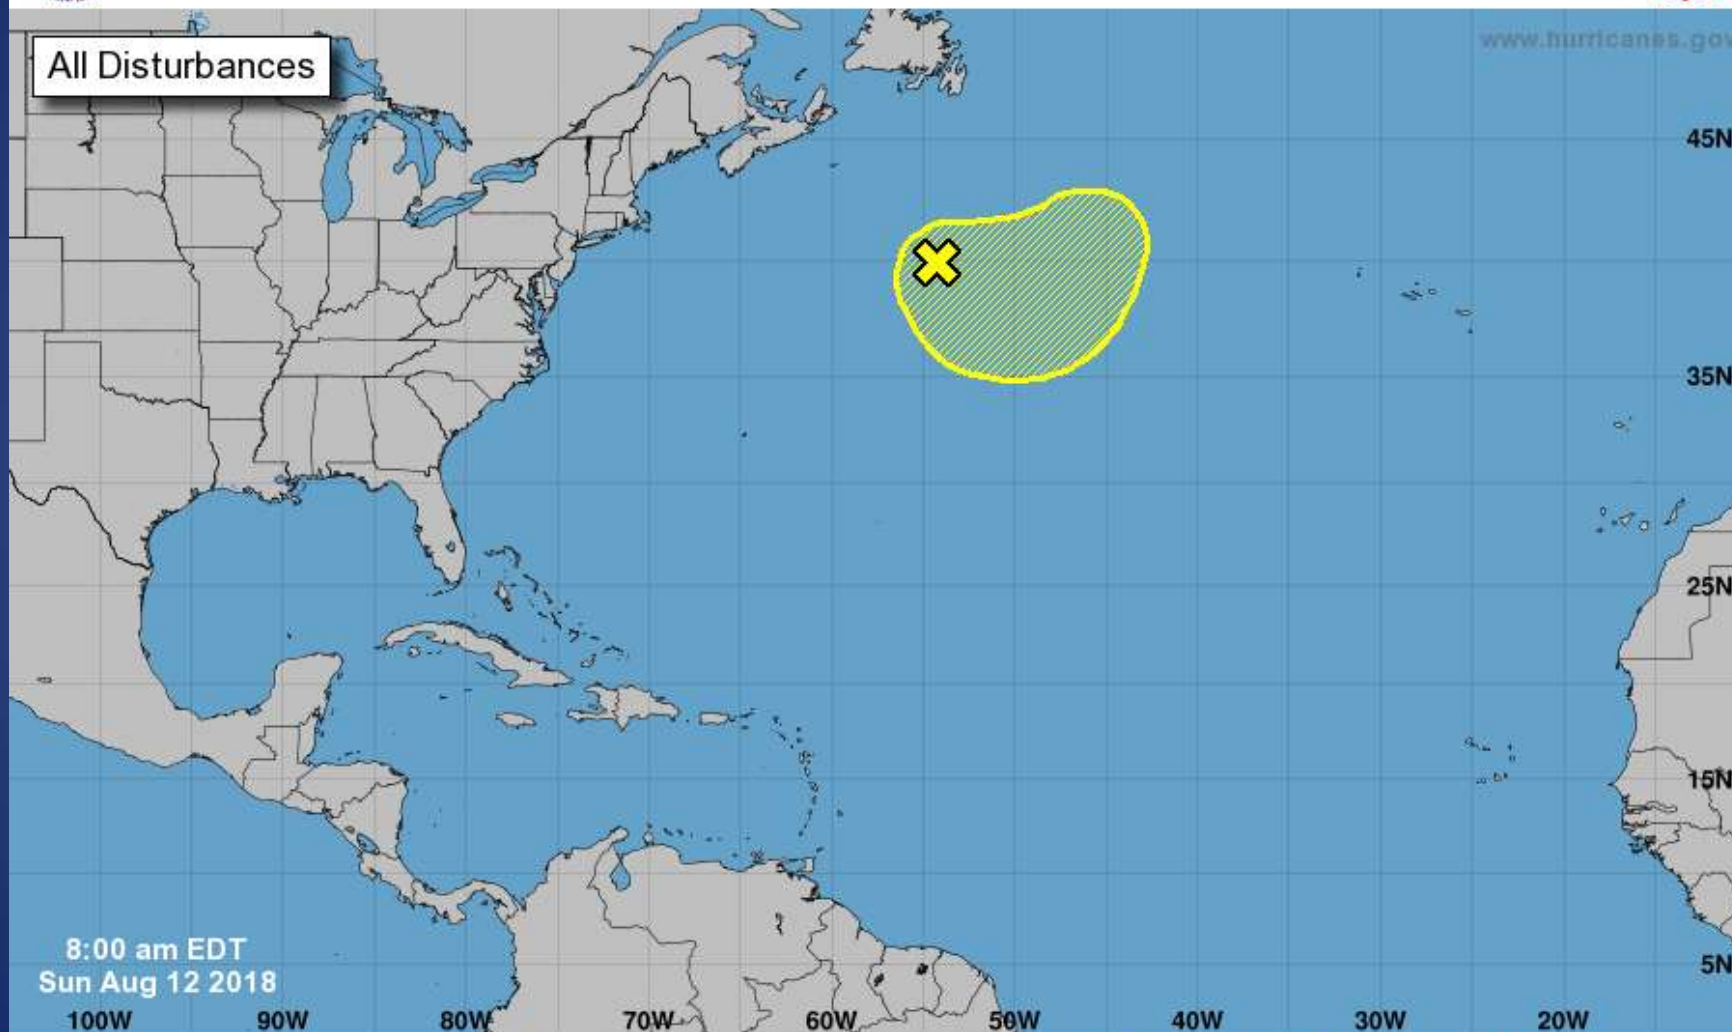 All Disturbances
www.hurricanes.gov
45N
35N
25N
15N
5N
8:00 am EDT
Sun Aug 12 2018
100W 90W 80W 70W 60W 50W 40W 30W 20W